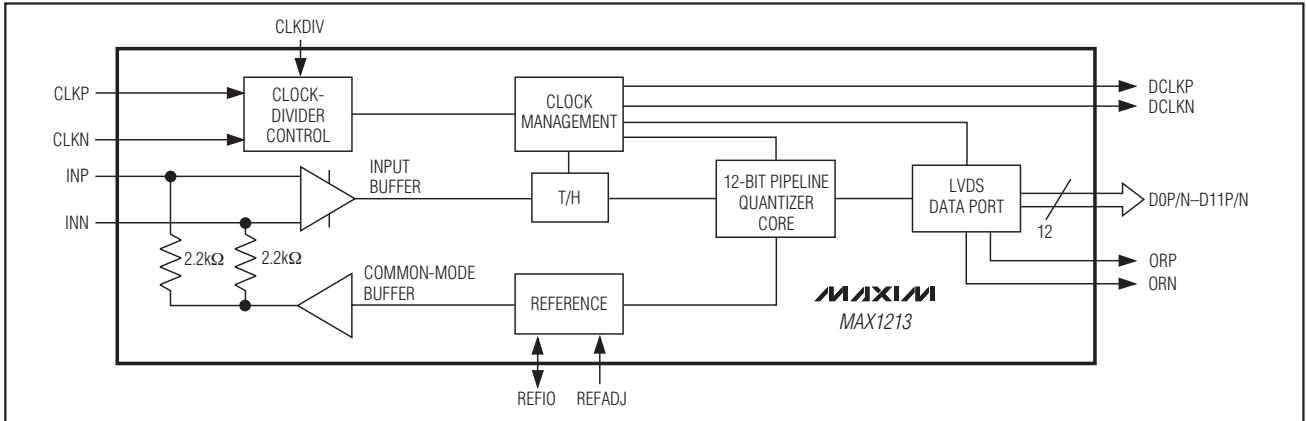 CLKDIV
CLKP
CLKN
CLOCK-
DIVIDER
CONTROL
CLOCK
MANAGEMENT
DCLKP
DCLKN
INP
INN
INPUT
BUFFER
T/H
12-BIT PIPELINE
QUANTIZER
CORE
LVDS
DATA PORT
12
D0P/N–D11P/N
2.2kΩ
2.2kΩ
COMMON-MODE
BUFFER
REFERENCE
MAXIM
MAX1213
ORP
ORN
REFIO
REFADJ